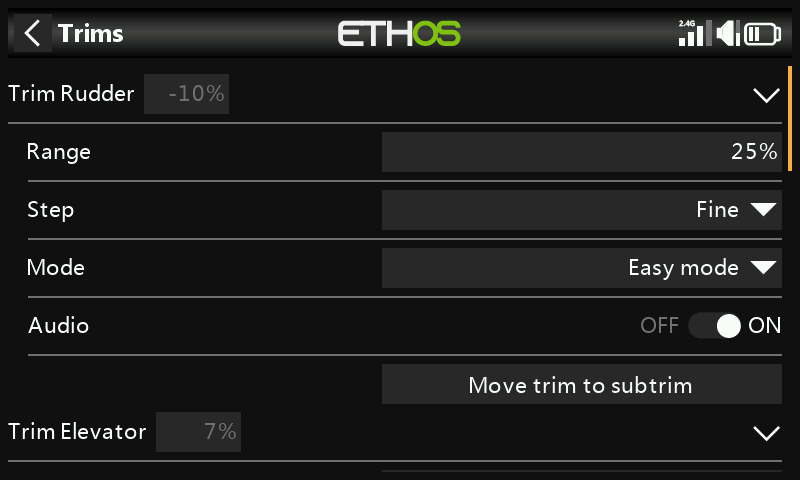 Trims
ETHOS
2.4G
Trim Rudder -10%
Range 25%
Step Fine
Mode Easy mode
Audio OFF ON
Move trim to subtrim
Trim Elevator 7%